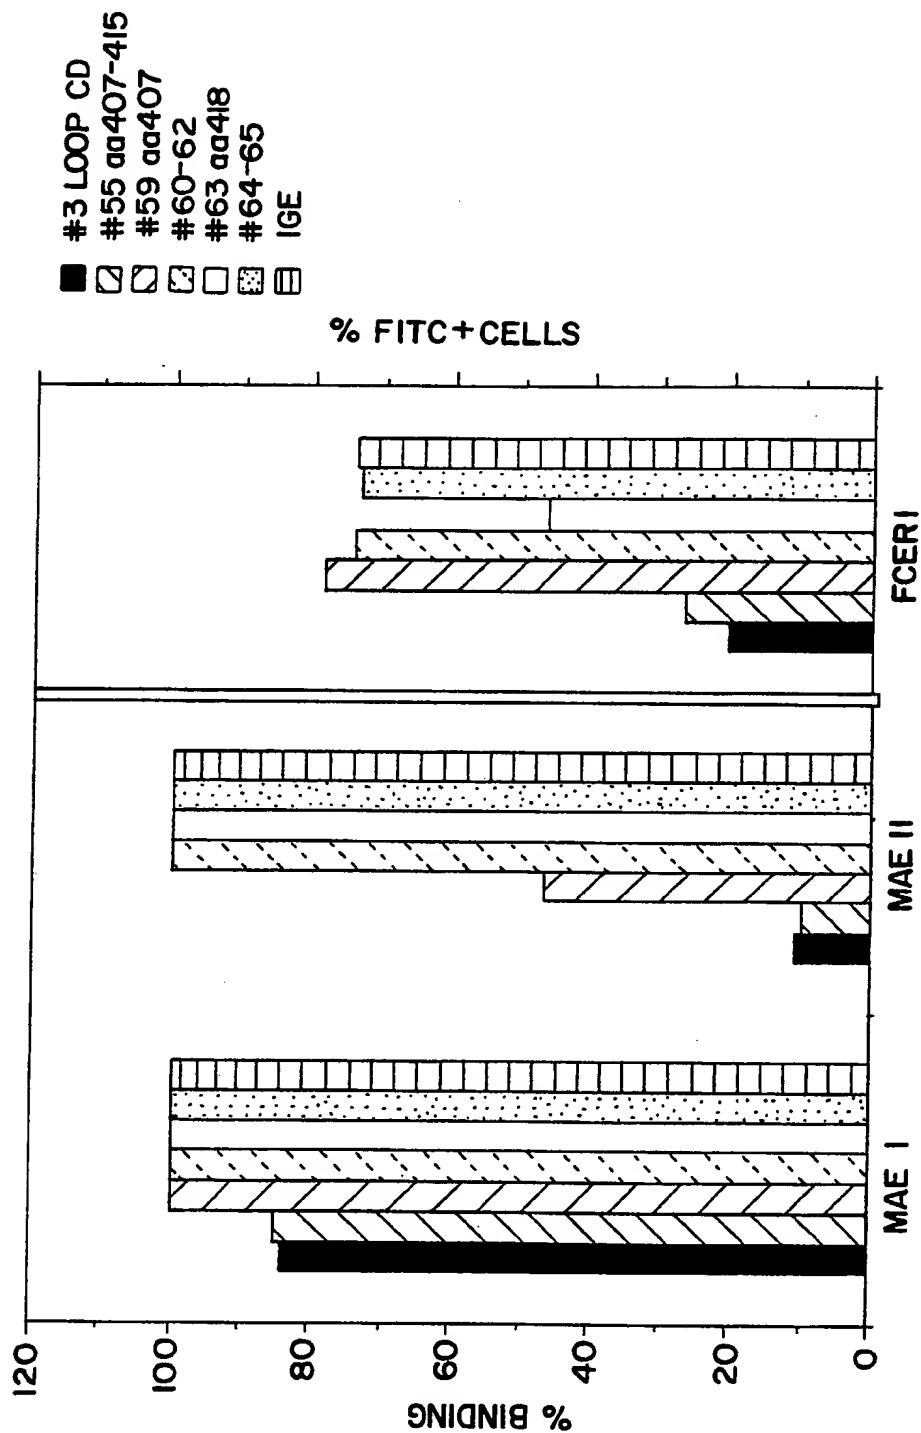 #3 LOOP CD
#55 aa407-415
#59 aa407
#60-62
#63 aa418
#64-65
IGE
% FITC+CELLS
% BINDING
120
100
80
60
40
20
0
MAE I
MAE II
FCERI